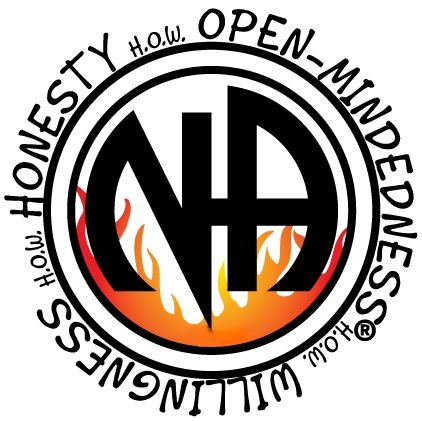 HONESTY
H.O.W.
OPEN-MINDEDNESS
®
H.O.W.
WILLINGNESS
H.O.W.
NA